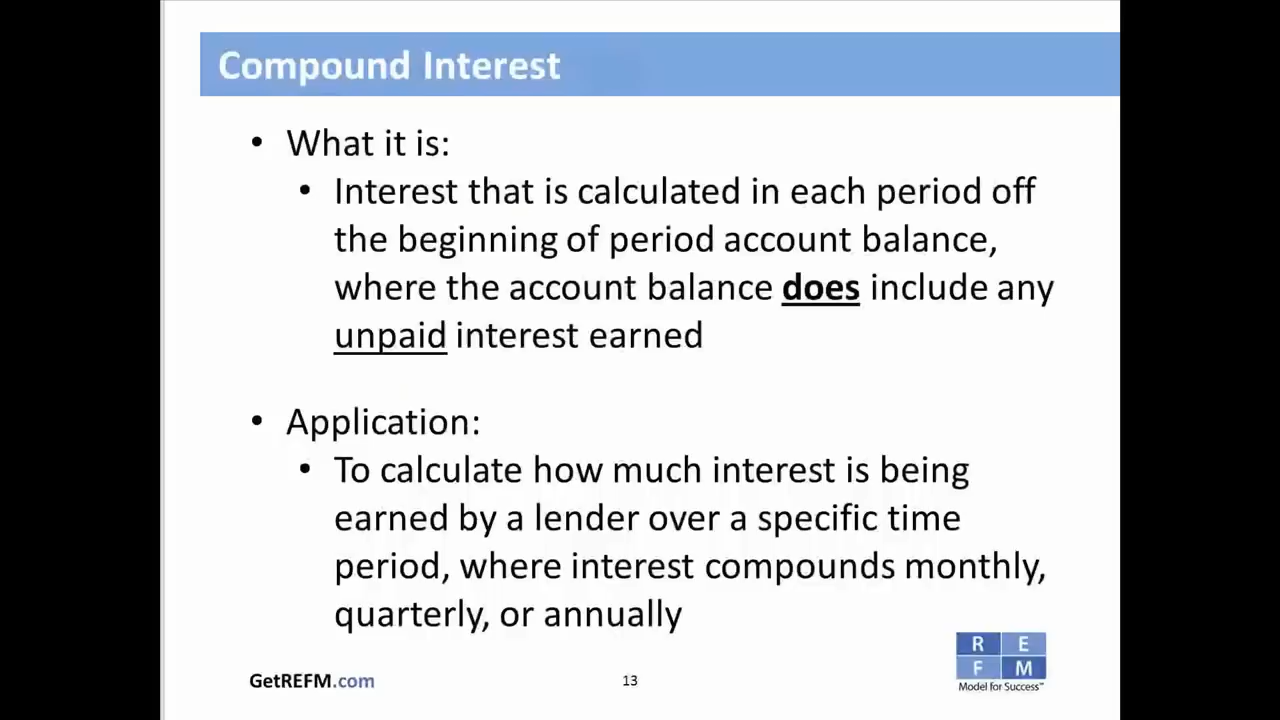 Compound Interest
• What it is:
• Interest that is calculated in each period off
the beginning of period account balance,
where the account balance does include any
unpaid interest earned
• Application:
• To calculate how much interest is being
earned by a lender over a specific time
period, where interest compounds monthly,
quarterly, or annually
R E
F M
Model for Success™
GetREFM.com
13